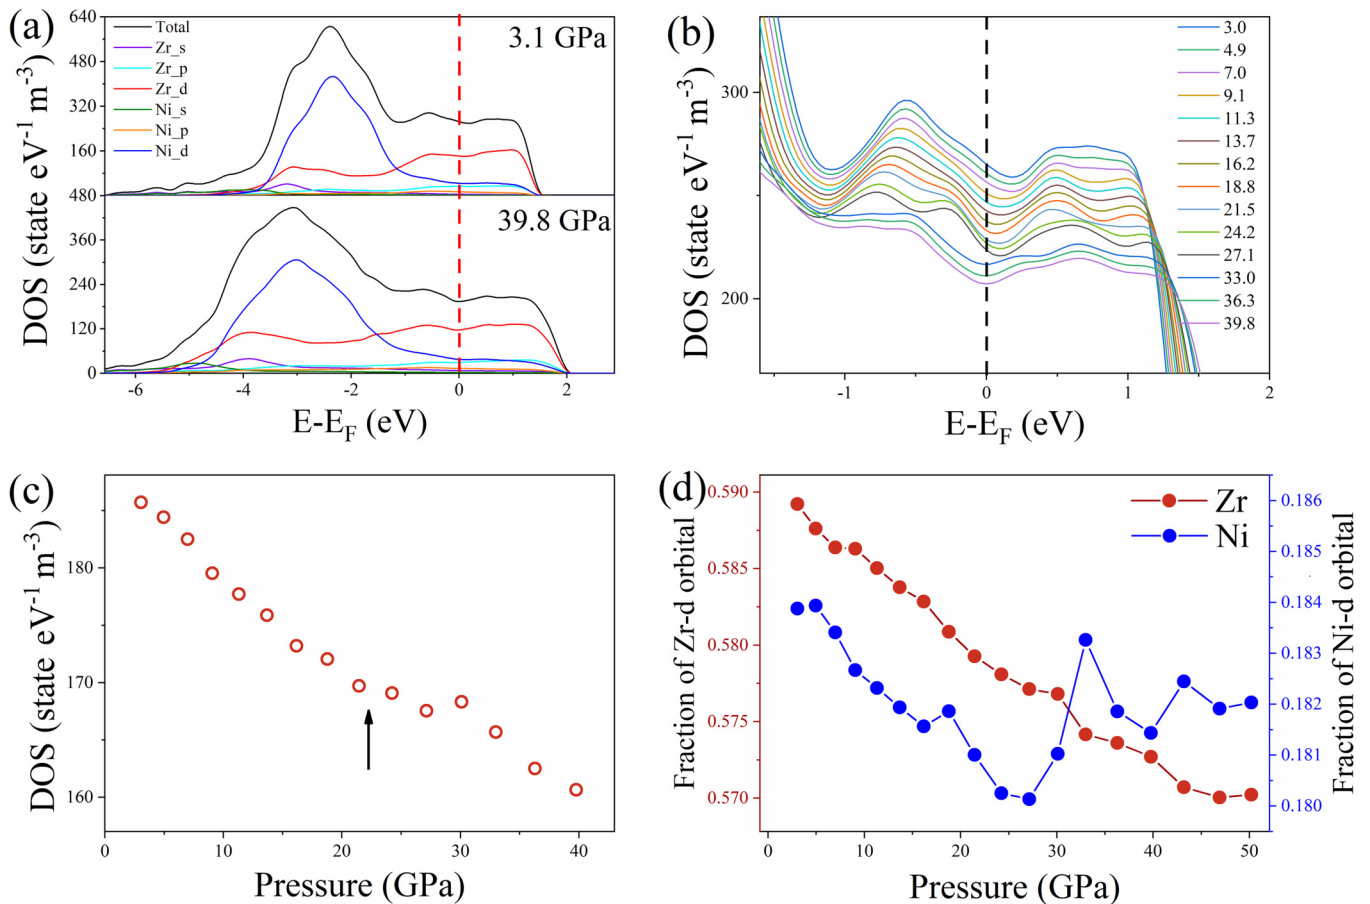 (a)
DOS (state eV⁻¹ m⁻³)
640
480
320
160
480
360
240
120
0
Total
Zr_s
Zr_p
Zr_d
Ni_s
Ni_p
Ni_d
3.1 GPa
39.8 GPa
-6
-4
-2
0
2
E-E_F (eV)
(b)
DOS (state eV⁻¹ m⁻³)
300
200
3.0
4.9
7.0
9.1
11.3
13.7
16.2
18.8
21.5
24.2
27.1
33.0
36.3
39.8
-1
0
1
2
E-E_F (eV)
(c)
DOS (state eV⁻¹ m⁻³)
180
170
160
0
10
20
30
40
Pressure (GPa)
(d)
Fraction of Zr-d orbital
0.590
0.585
0.580
0.575
0.570
Zr
Ni
0.186
0.185
0.184
0.183
0.182
0.181
0.180
Fraction of Ni-d orbital
0
10
20
30
40
50
Pressure (GPa)